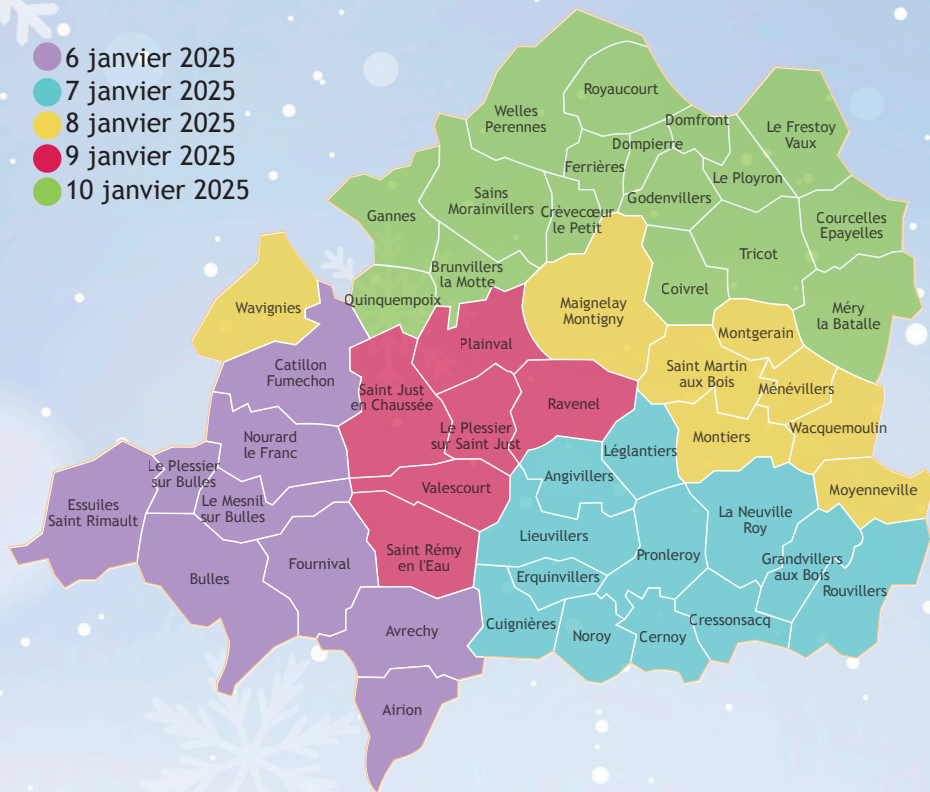 6 janvier 2025
7 janvier 2025
8 janvier 2025
9 janvier 2025
10 janvier 2025
Royaucourt
Welles
Perennes
Domfront
Le Frestoy
Vaux
Dompierre
Ferrières
Le Ployron
Sains
Morainvillers
Godenvillers
Gannes
Crèvecœur
le Petit
Courcelles
Epayelles
Tricot
Brunvillers
la Motte
Coivrel
Quinquempoix
Wavignies
Maignelay
Montigny
Méry
la Batalle
Montgerain
Plainval
Catillon
Fumechon
Saint Martin
aux Bois
Ménévillers
Saint Just
en Chaussée
Ravenel
Wacquemoulin
Le Plessier
sur Saint Just
Montiers
Nourard
le Franc
Léglantiers
Le Plessier
sur Bulles
Angivillers
Valescourt
Moyenneville
Essuiles
Saint Rimault
Le Mesnil
sur Bulles
La Neuville
Roy
Lieuvillers
Saint Rémy
en l'Eau
Pronleroy
Fournival
Grandvillers
aux Bois
Bulles
Erquinvillers
Rouvillers
Cuignières
Cressonsacq
Avrechy
Noroy
Cernoy
Airion